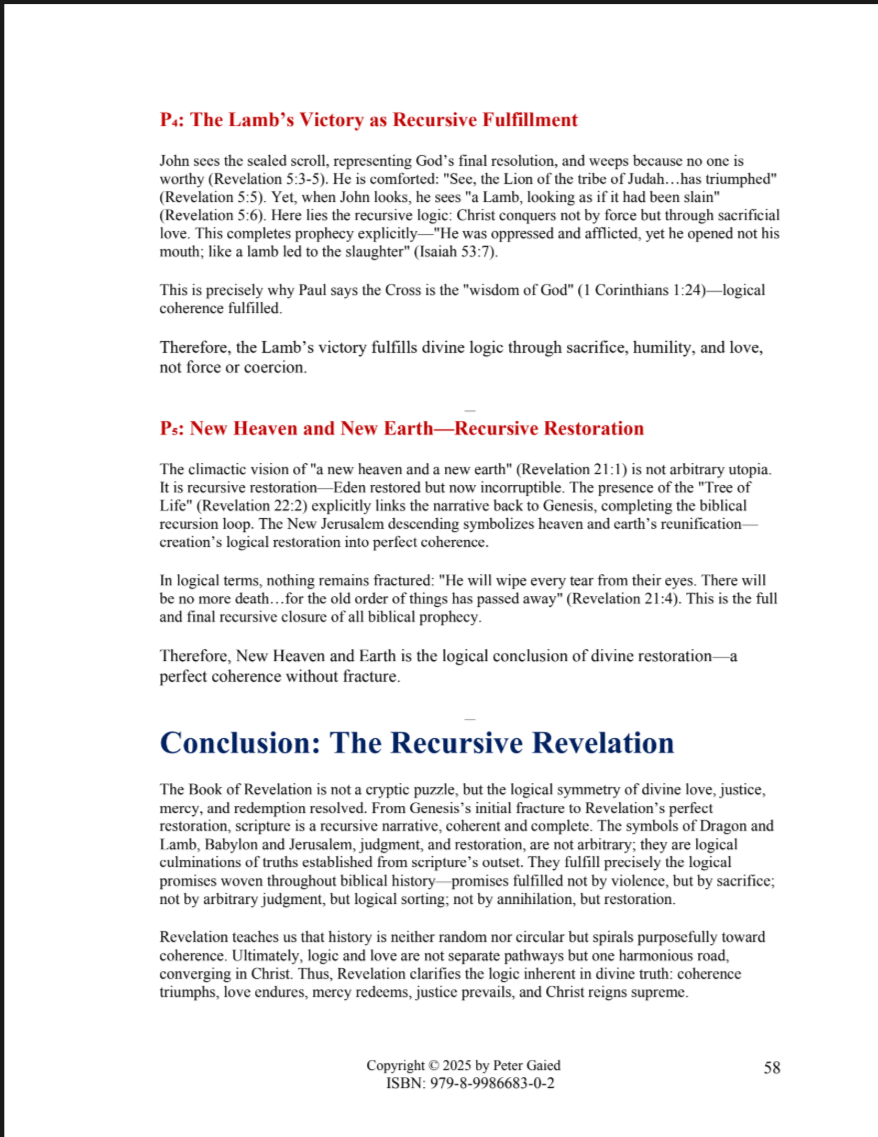 P₄: The Lamb’s Victory as Recursive Fulfillment
John sees the sealed scroll, representing God’s final resolution, and weeps because no one is
worthy (Revelation 5:3-5). He is comforted: "See, the Lion of the tribe of Judah…has triumphed"
(Revelation 5:5). Yet, when John looks, he sees "a Lamb, looking as if it had been slain"
(Revelation 5:6). Here lies the recursive logic: Christ conquers not by force but through sacrificial
love. This completes prophecy explicitly—"He was oppressed and afflicted, yet he opened not his
mouth; like a lamb led to the slaughter" (Isaiah 53:7).
This is precisely why Paul says the Cross is the "wisdom of God" (1 Corinthians 1:24)—logical
coherence fulfilled.
Therefore, the Lamb’s victory fulfills divine logic through sacrifice, humility, and love,
not force or coercion.
—
P₅: New Heaven and New Earth—Recursive Restoration
The climactic vision of "a new heaven and a new earth" (Revelation 21:1) is not arbitrary utopia.
It is recursive restoration—Eden restored but now incorruptible. The presence of the "Tree of
Life" (Revelation 22:2) explicitly links the narrative back to Genesis, completing the biblical
recursion loop. The New Jerusalem descending symbolizes heaven and earth’s reunification—
creation’s logical restoration into perfect coherence.
In logical terms, nothing remains fractured: "He will wipe every tear from their eyes. There will
be no more death…for the old order of things has passed away" (Revelation 21:4). This is the full
and final recursive closure of all biblical prophecy.
Therefore, New Heaven and Earth is the logical conclusion of divine restoration—a
perfect coherence without fracture.
—
Conclusion: The Recursive Revelation
The Book of Revelation is not a cryptic puzzle, but the logical symmetry of divine love, justice,
mercy, and redemption resolved. From Genesis’s initial fracture to Revelation’s perfect
restoration, scripture is a recursive narrative, coherent and complete. The symbols of Dragon and
Lamb, Babylon and Jerusalem, judgment, and restoration, are not arbitrary; they are logical
culminations of truths established from scripture’s outset. They fulfill precisely the logical
promises woven throughout biblical history—promises fulfilled not by violence, but by sacrifice;
not by arbitrary judgment, but logical sorting; not by annihilation, but restoration.
Revelation teaches us that history is neither random nor circular but spirals purposefully toward
coherence. Ultimately, logic and love are not separate pathways but one harmonious road,
converging in Christ. Thus, Revelation clarifies the logic inherent in divine truth: coherence
triumphs, love endures, mercy redeems, justice prevails, and Christ reigns supreme.
Copyright © 2025 by Peter Gaied
ISBN: 979-8-9986683-0-2
58